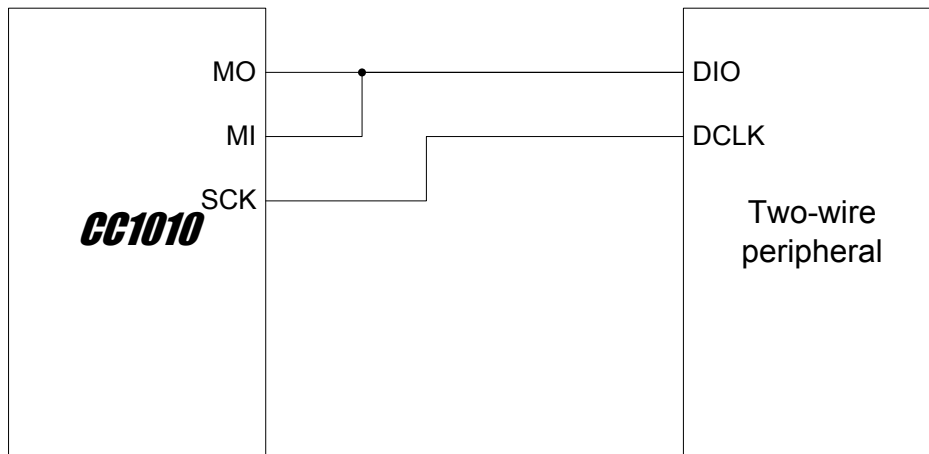 MO
DIO
MI
DCLK
SCK
CC1010
Two-wire
peripheral